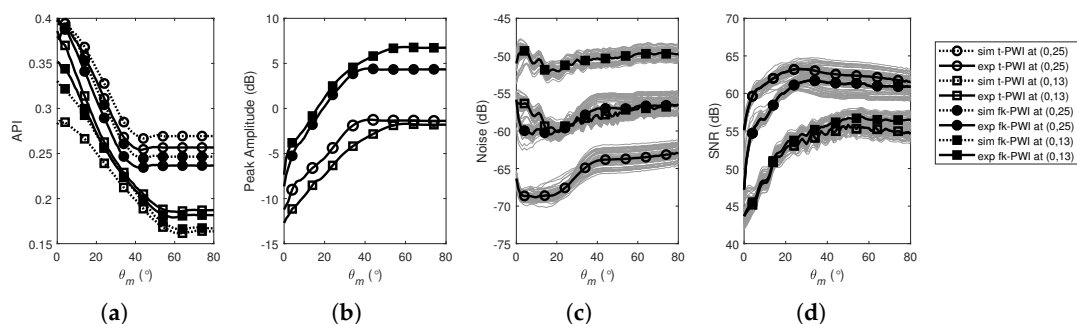 0.4
0.35
0.3
0.25
0.2
0.15
API
0 20 40 60 80
θm (°)
(a)
15
10
5
0
-5
-10
-15
Peak Amplitude (dB)
0 20 40 60 80
θm (°)
(b)
-45
-50
-55
-60
-65
-70
-75
Noise (dB)
0 20 40 60 80
θm (°)
(c)
70
65
60
55
50
45
40
SNR (dB)
0 20 40 60 80
θm (°)
(d)
sim t-PWI at (0,25)
exp t-PWI at (0,25)
sim t-PWI at (0,13)
exp t-PWI at (0,13)
sim fk-PWI at (0,25)
exp fk-PWI at (0,25)
sim fk-PWI at (0,13)
exp fk-PWI at (0,13)